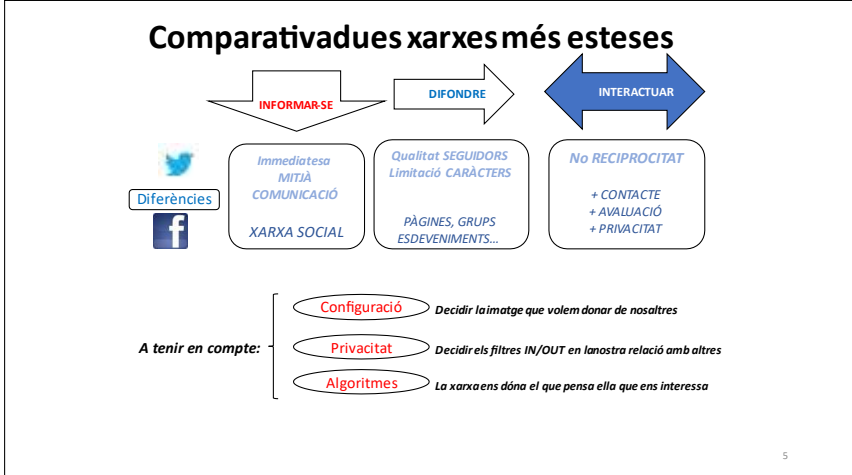 Comparativadues xarxes més esteses
INFORMAR-SE
DIFONDRE
INTERACTUAR
Diferències
Immediatesa
MITJÀ
COMUNICACIÓ
XARXA SOCIAL
Qualitat SEGUIDORS
Limitació CARÀCTERS
PÀGINES, GRUPS
ESDEVENIMENTS...
No RECIPROCITAT
+ CONTACTE
+ AVALUACIÓ
+ PRIVACITAT
A tenir en compte:
Configuració
Decidir laimatge que volem donar de nosaltres
Privacitat
Decidir els filtres IN/OUT en lanostra relació amb altres
Algoritmes
La xarxaens dóna el que pensa ella que ens interessa
5